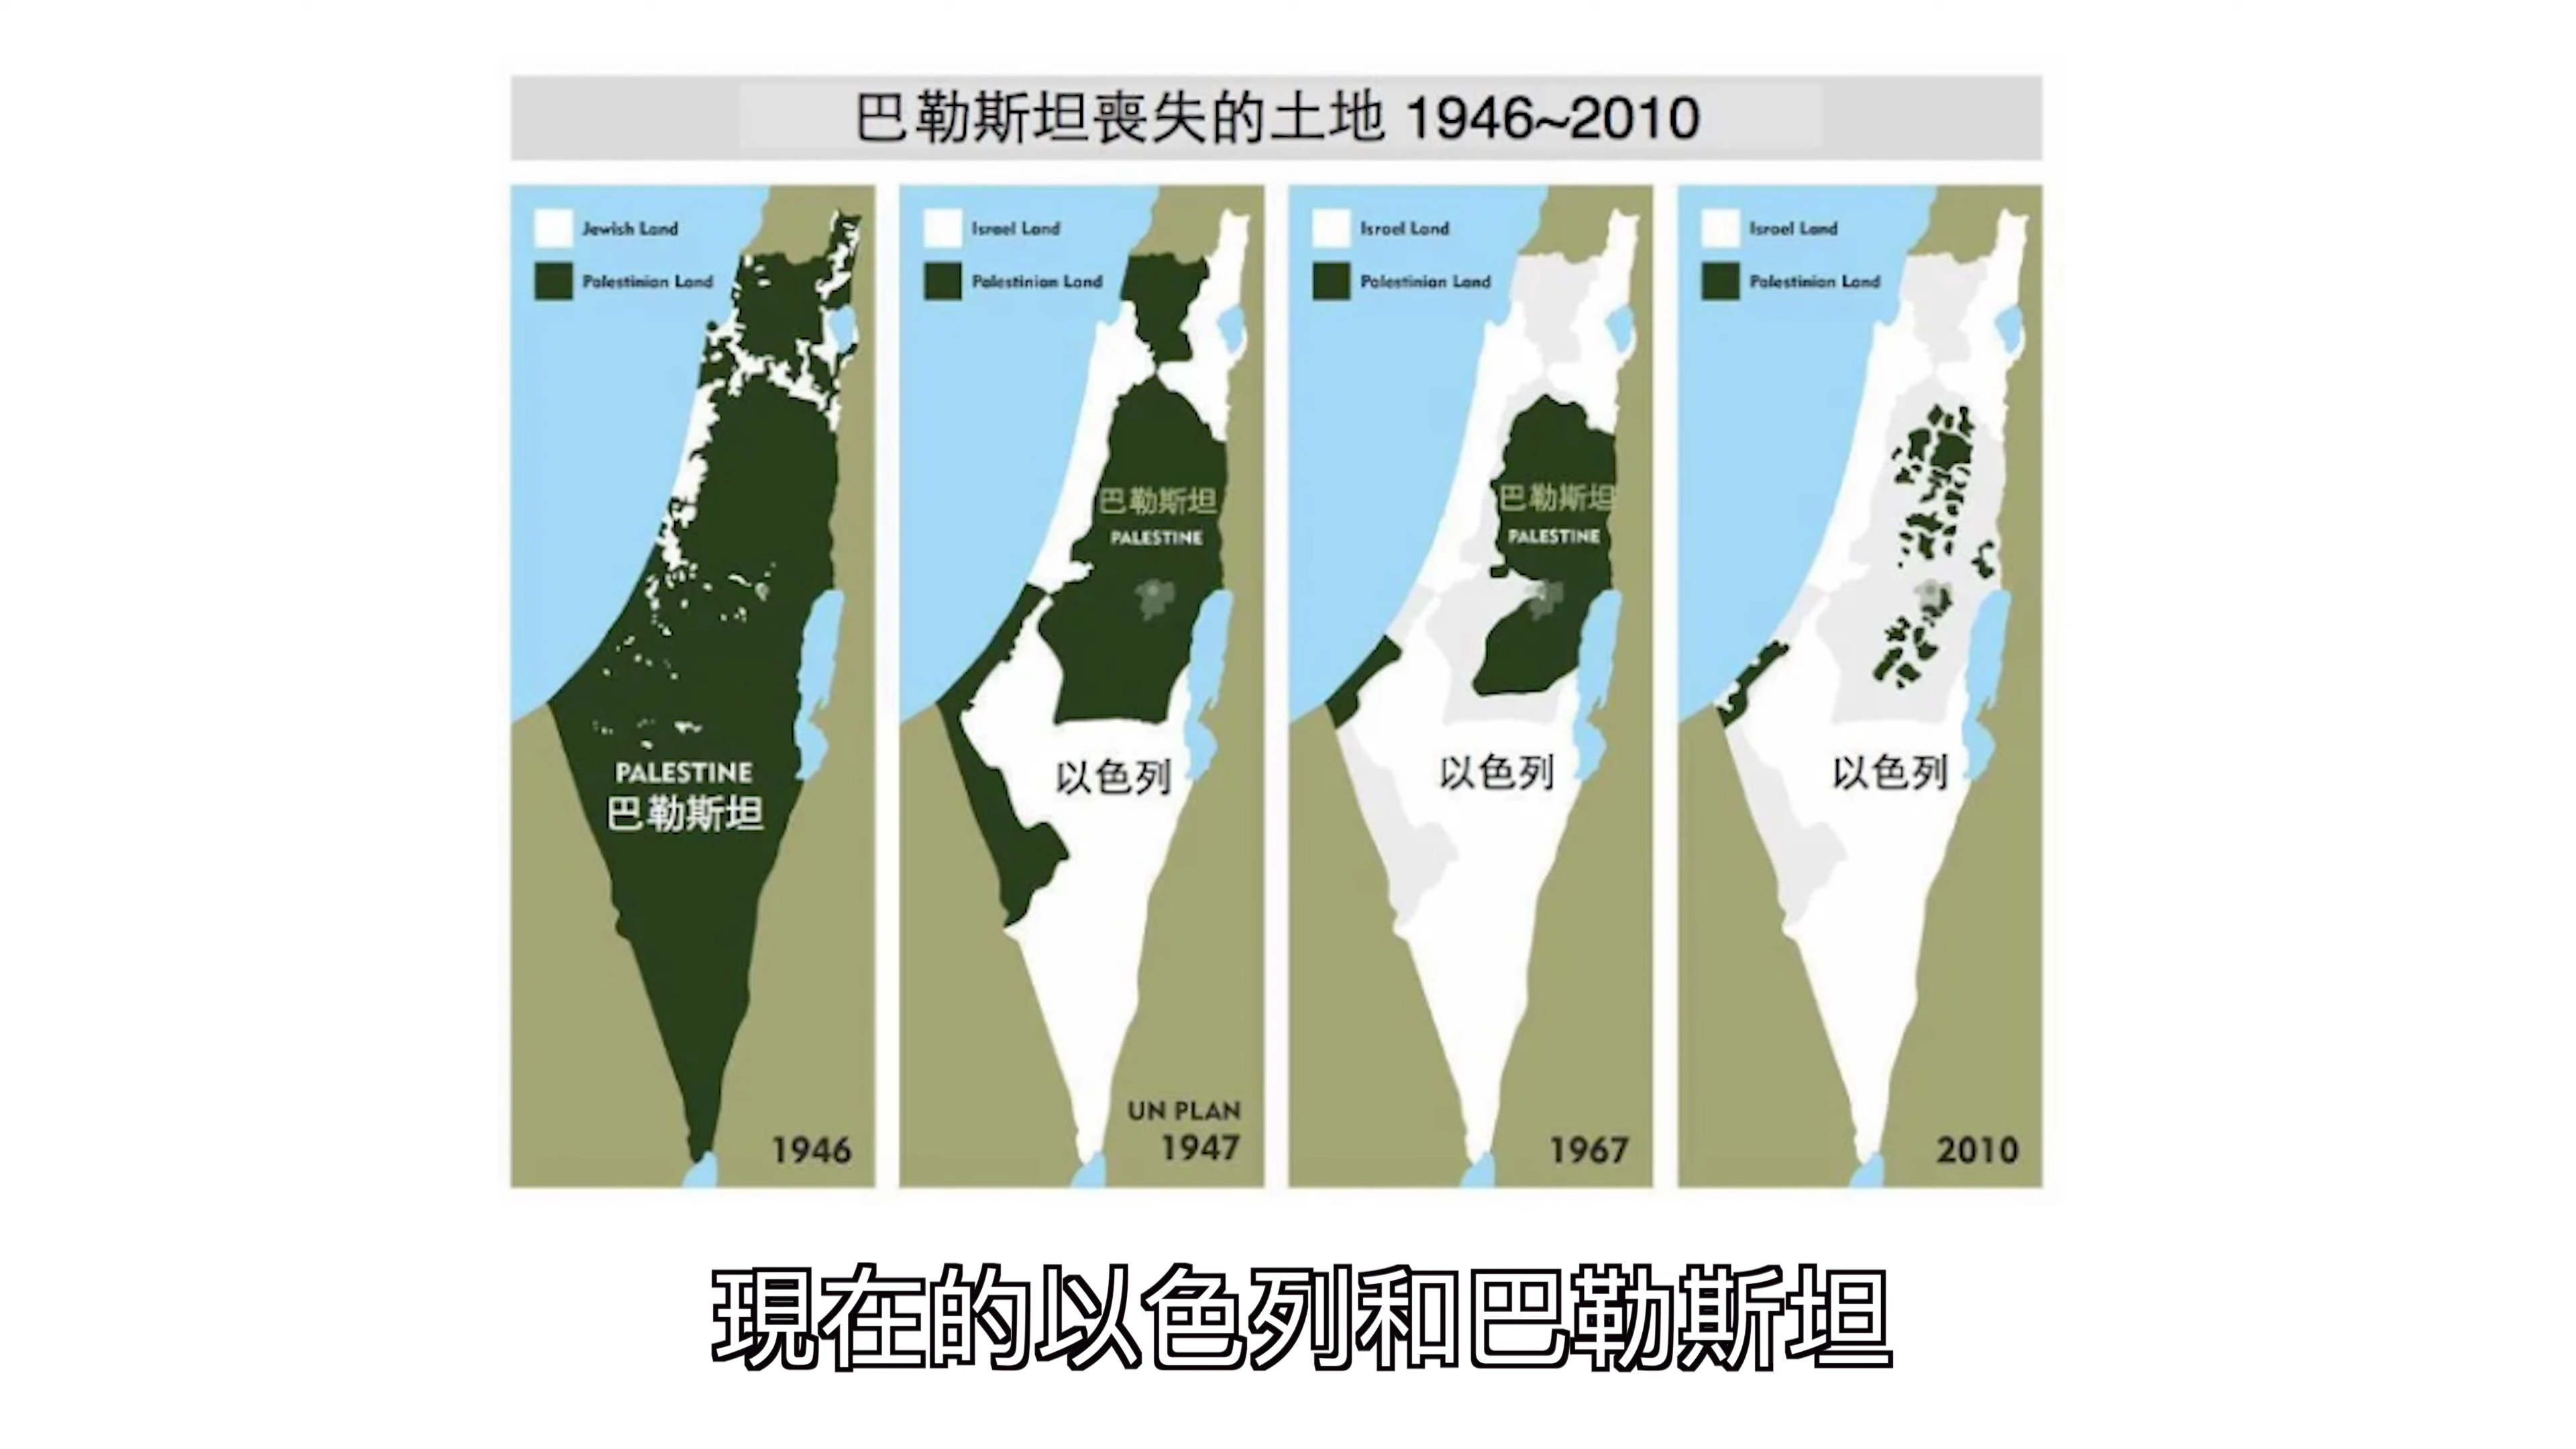 巴勒斯坦喪失的土地 1946~2010
Jewish Land
Palestinian Land
PALESTINE
巴勒斯坦
1946
Israel Land
Palestinian Land
巴勒斯坦
PALESTINE
以色列
UN PLAN
1947
Israel Land
Palestinian Land
巴勒斯坦
PALESTINE
以色列
1967
Israel Land
Palestinian Land
以色列
2010
現在的以色列和巴勒斯坦